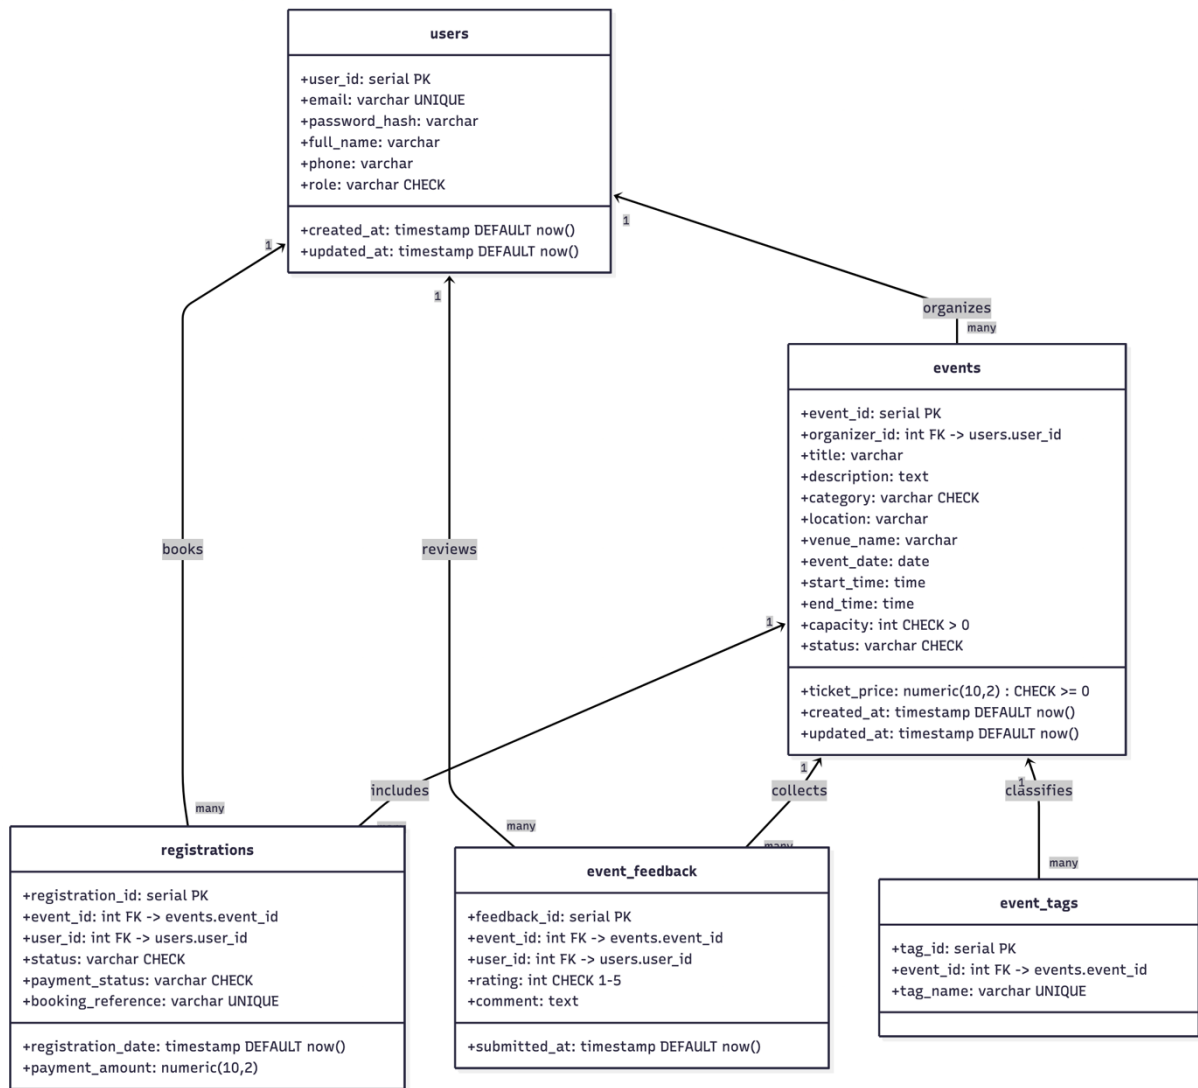 users
+user_id: serial PK
+email: varchar UNIQUE
+password_hash: varchar
+full_name: varchar
+phone: varchar
+role: varchar CHECK
+created_at: timestamp DEFAULT now()
+updated_at: timestamp DEFAULT now()
1
1
1
organizes
many
events
+event_id: serial PK
+organizer_id: int FK -> users.user_id
+title: varchar
+description: text
+category: varchar CHECK
+location: varchar
+venue_name: varchar
+event_date: date
+start_time: time
+end_time: time
+capacity: int CHECK > 0
+status: varchar CHECK
+ticket_price: numeric(10,2) : CHECK >= 0
+created_at: timestamp DEFAULT now()
+updated_at: timestamp DEFAULT now()
books
reviews
1
1
1
includes
collects
classifies
many
many
many
many
registrations
+registration_id: serial PK
+event_id: int FK -> events.event_id
+user_id: int FK -> users.user_id
+status: varchar CHECK
+payment_status: varchar CHECK
+booking_reference: varchar UNIQUE
+registration_date: timestamp DEFAULT now()
+payment_amount: numeric(10,2)
event_feedback
+feedback_id: serial PK
+event_id: int FK -> events.event_id
+user_id: int FK -> users.user_id
+rating: int CHECK 1-5
+comment: text
+submitted_at: timestamp DEFAULT now()
event_tags
+tag_id: serial PK
+event_id: int FK -> events.event_id
+tag_name: varchar UNIQUE